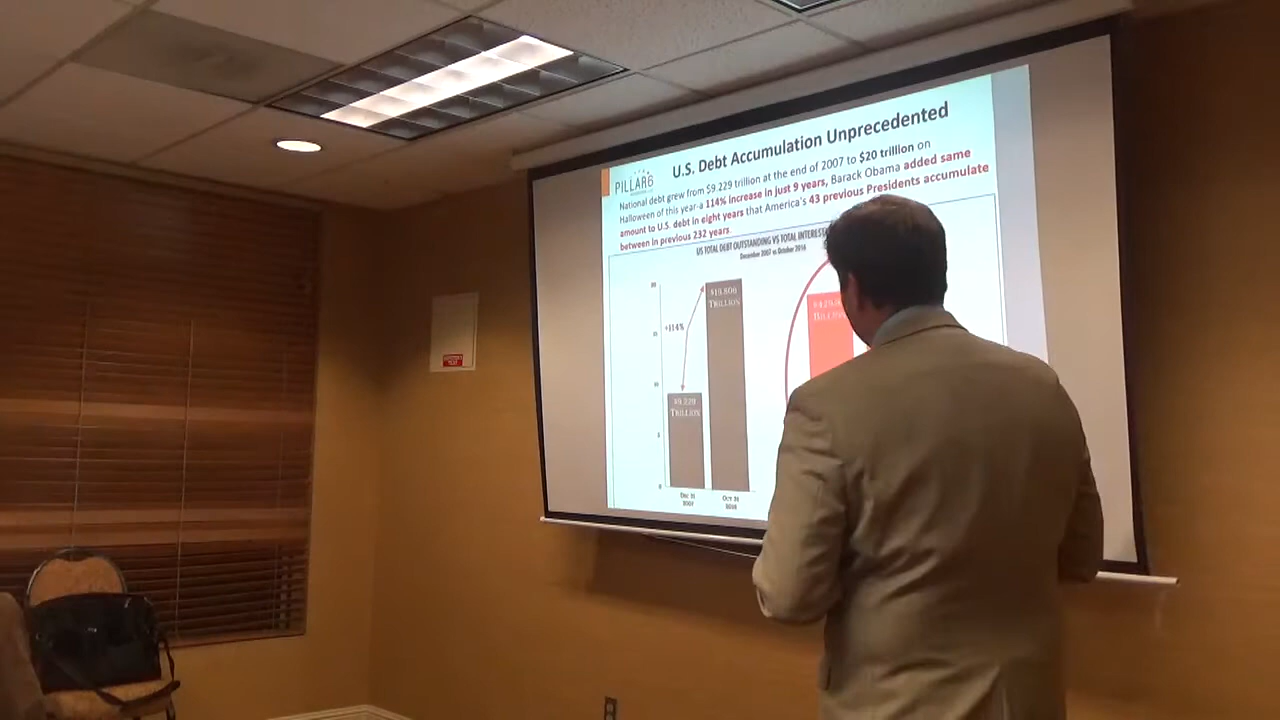 U.S. Debt Accumulation Unprecedented
PILLAR6
National debt grew from $9.229 trillion at the end of 2007 to $20 trillion on
Halloween of this year-a 114% increase in just 9 years, Barack Obama added same
amount to U.S. debt in eight years that America's 43 previous Presidents accumulate
between in previous 232 years
US TOTAL DEBT OUTSTANDING VS TOTAL INTEREST
December 2007 vs October 2016
+114%
$19.806
TRILLION
$9.229
TRILLION
DEC 31
2007
OCT 31
2016